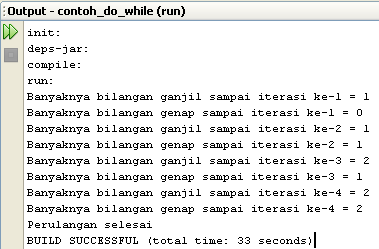 Output - contoh_do_while (run)
init:
deps-jar:
compile:
run:
Banyaknya bilangan ganjil sampai iterasi ke-1 = 1
Banyaknya bilangan genap sampai iterasi ke-1 = 0
Banyaknya bilangan ganjil sampai iterasi ke-2 = 1
Banyaknya bilangan genap sampai iterasi ke-2 = 1
Banyaknya bilangan ganjil sampai iterasi ke-3 = 2
Banyaknya bilangan genap sampai iterasi ke-3 = 1
Banyaknya bilangan ganjil sampai iterasi ke-4 = 2
Banyaknya bilangan genap sampai iterasi ke-4 = 2
Perulangan selesai
BUILD SUCCESSFUL (total time: 33 seconds)